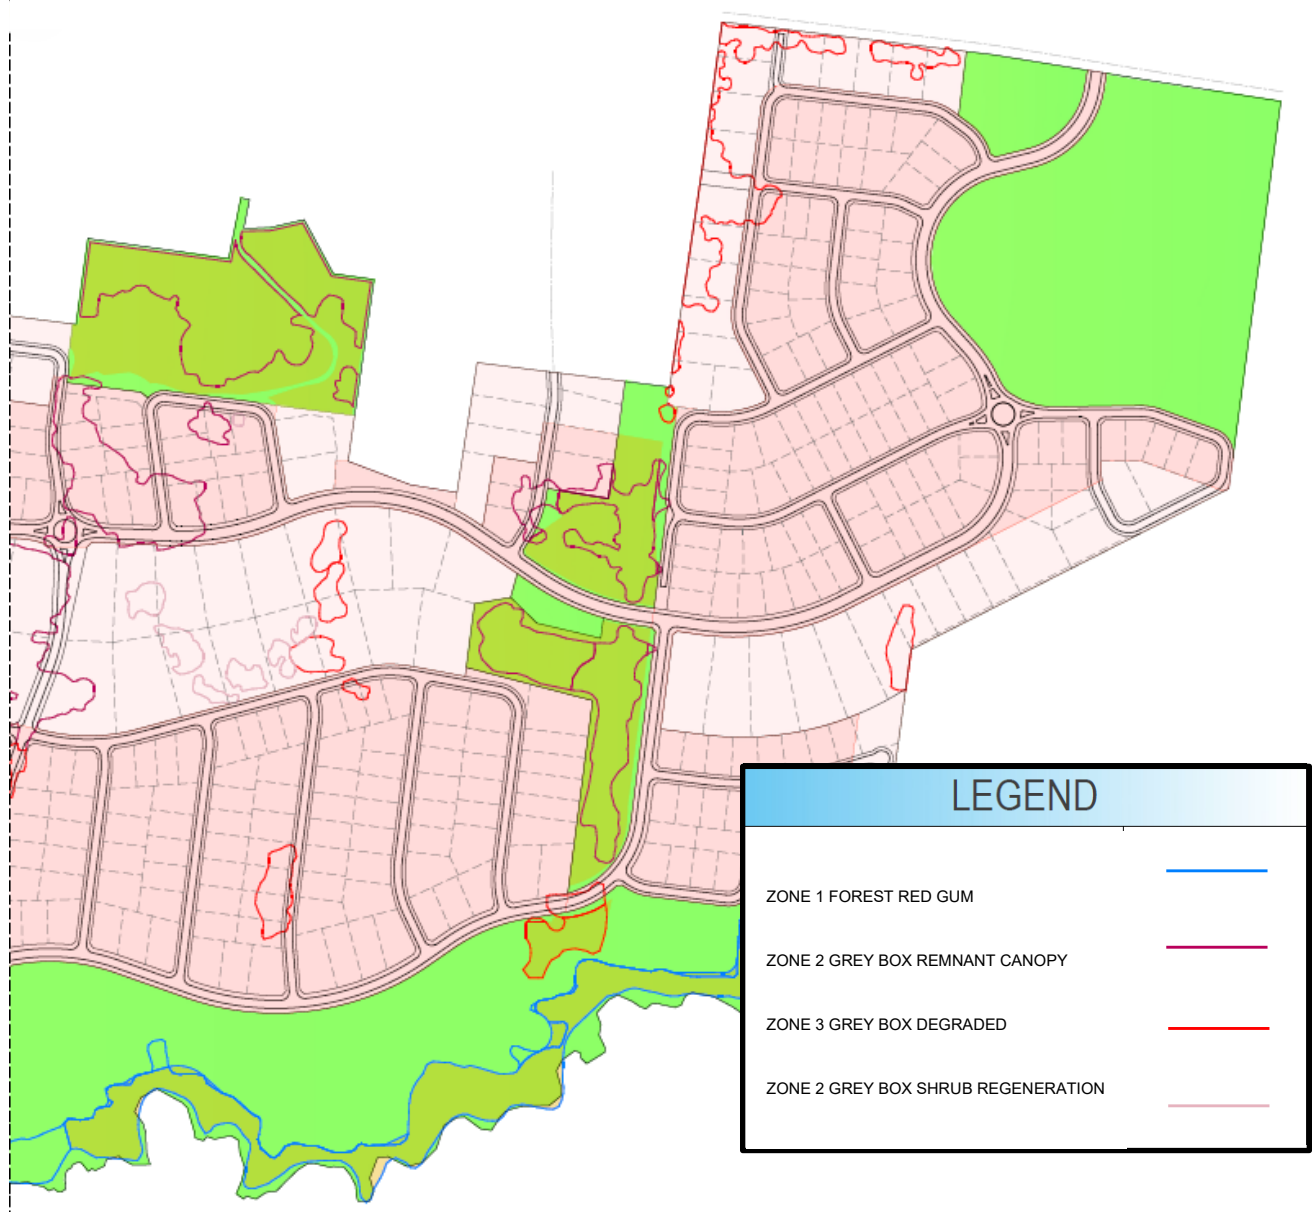 LEGEND
ZONE 1 FOREST RED GUM
ZONE 2 GREY BOX REMNANT CANOPY
ZONE 3 GREY BOX DEGRADED
ZONE 2 GREY BOX SHRUB REGENERATION